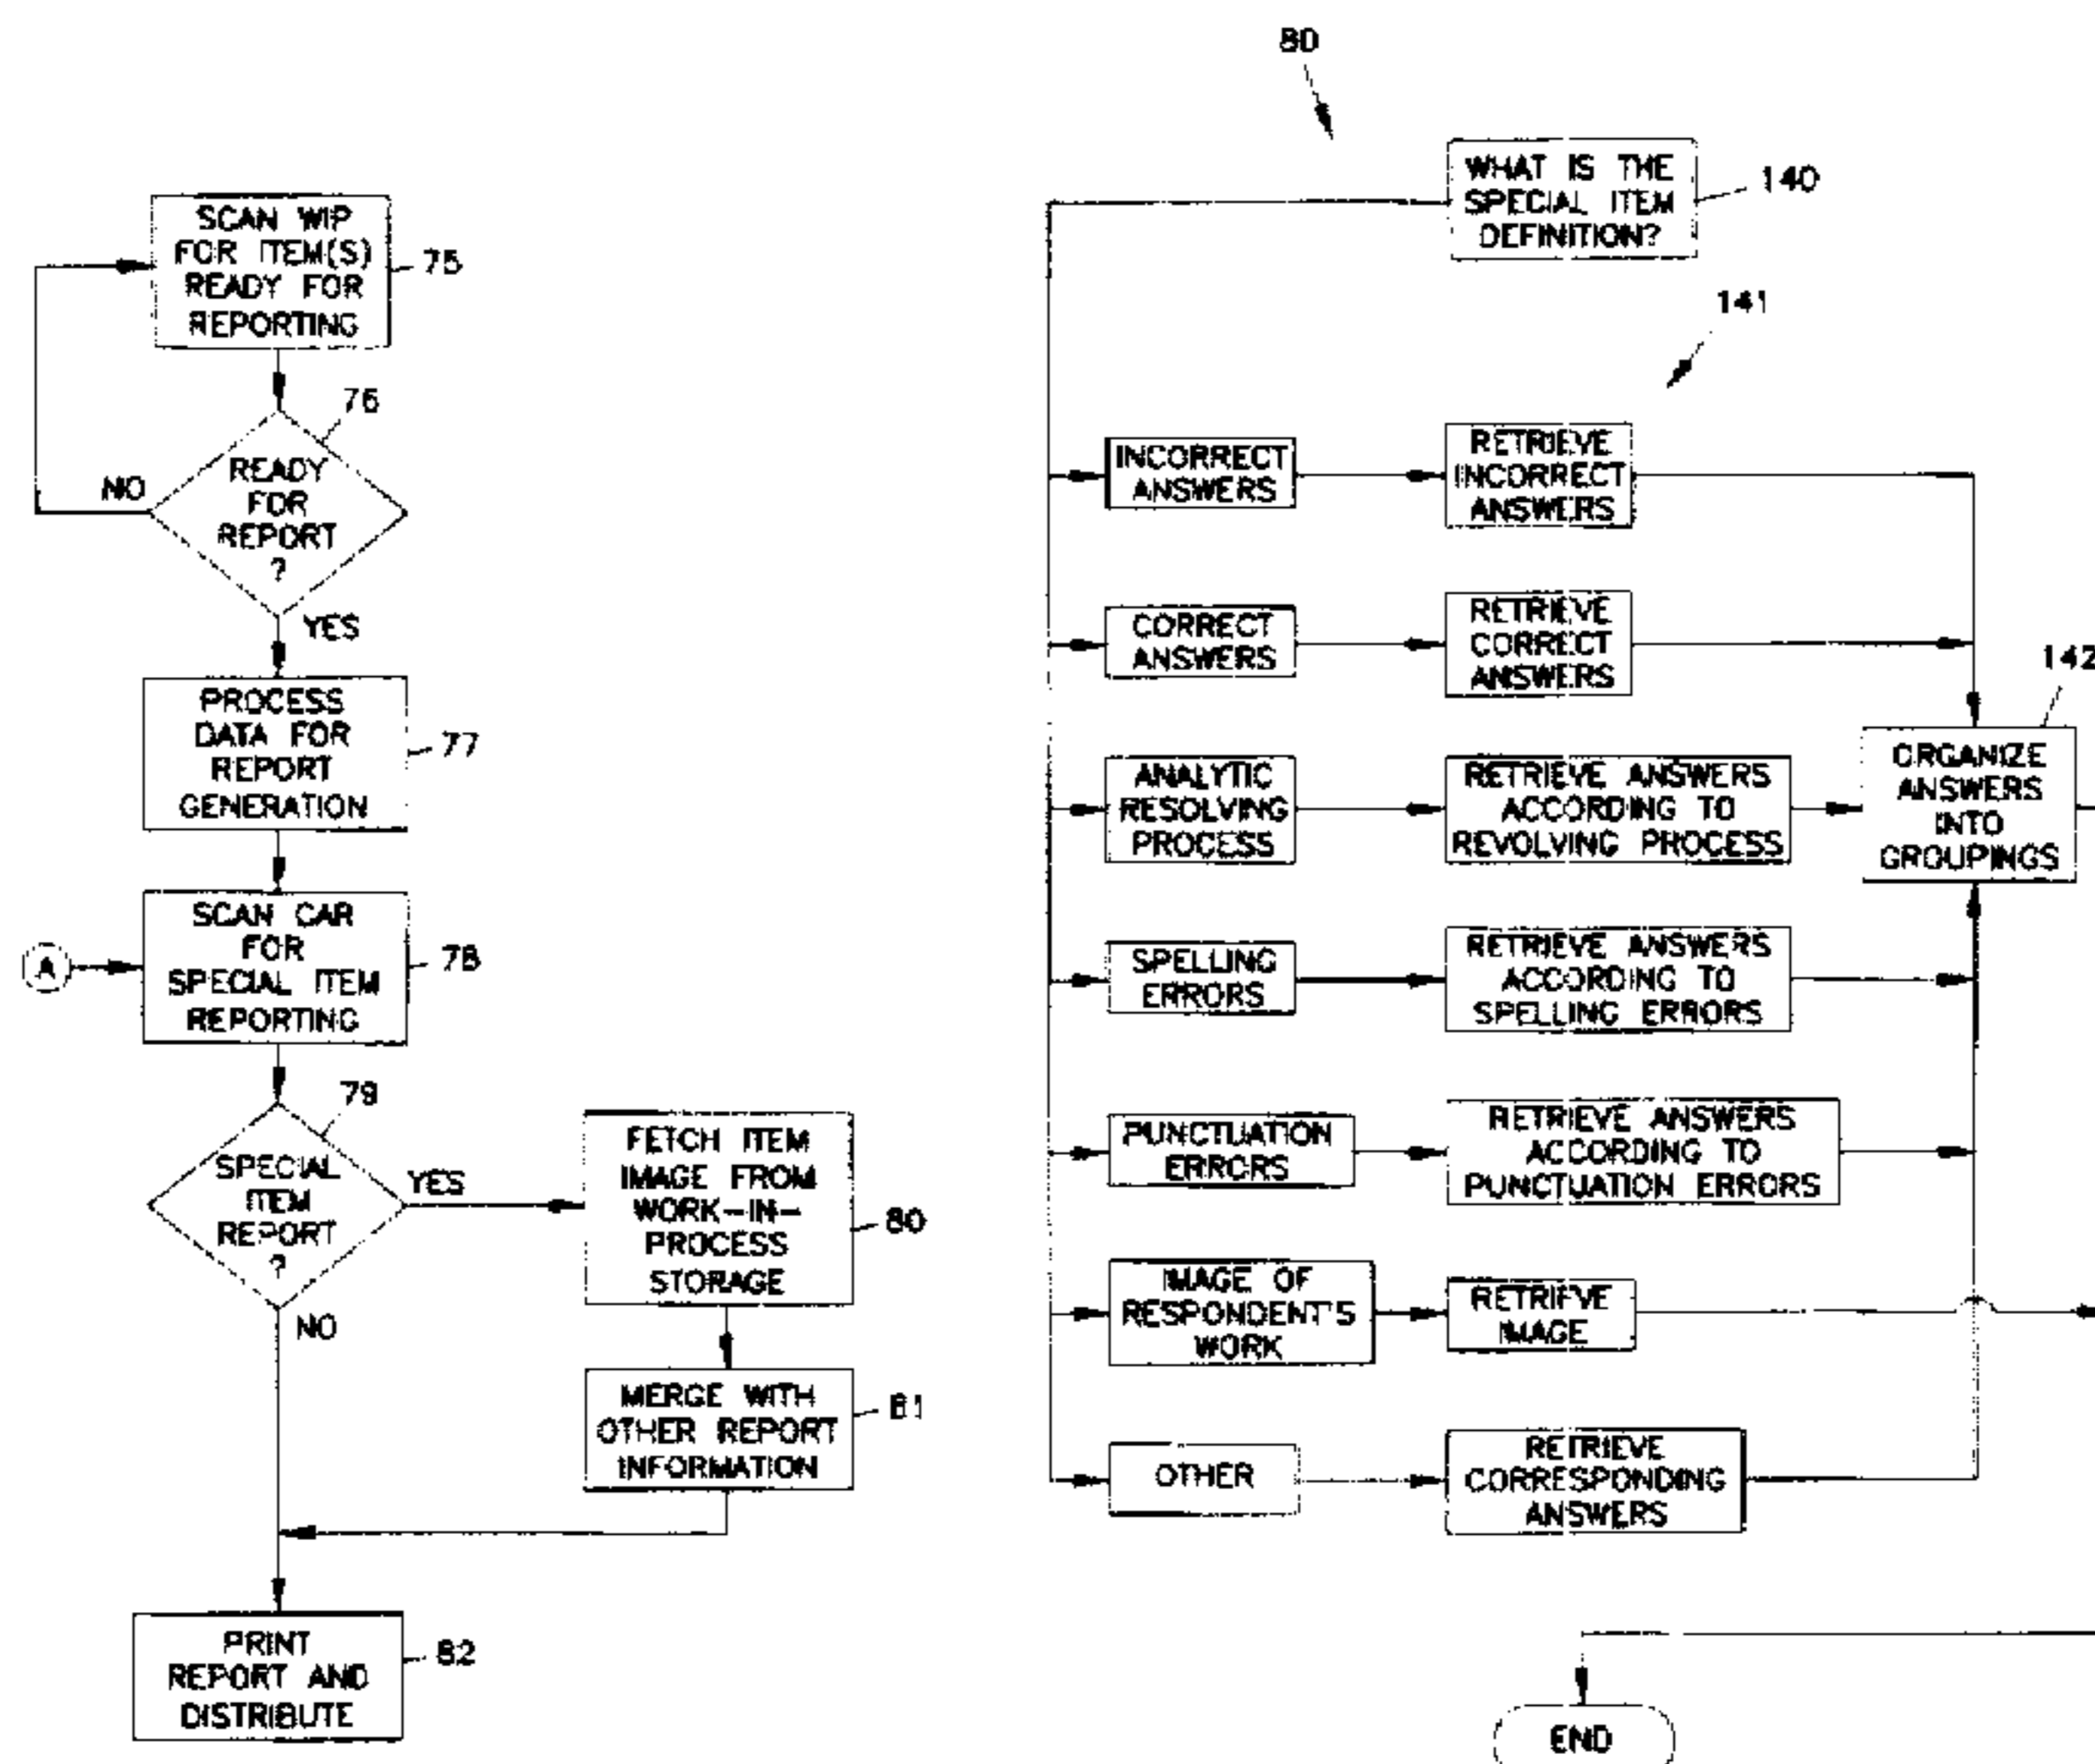 SCAN WIP
FOR ITEM(S)
READY FOR
REPORTING
75
76
READY
FOR
REPORT
?
NO
YES
PROCESS
DATA FOR
REPORT
GENERATION
77
SCAN CAR
FOR
SPECIAL ITEM
REPORTING
78
A
79
SPECIAL
ITEM
REPORT
?
YES
NO
FETCH ITEM
IMAGE FROM
WORK-IN-
PROCESS
STORAGE
80
MERGE WITH
OTHER REPORT
INFORMATION
81
PRINT
REPORT AND
DISTRIBUTE
82
80
WHAT IS THE
SPECIAL ITEM
DEFINITION?
140
141
INCORRECT
ANSWERS
RETRIEVE
INCORRECT
ANSWERS
CORRECT
ANSWERS
RETRIEVE
CORRECT
ANSWERS
142
ANALYTIC
RESOLVING
PROCESS
RETRIEVE ANSWERS
ACCORDING TO
REVOLVING PROCESS
ORGANIZE
ANSWERS
INTO
GROUPINGS
SPELLING
ERRORS
RETRIEVE ANSWERS
ACCORDING TO
SPELLING ERRORS
PUNCTUATION
ERRORS
RETRIEVE ANSWERS
ACCORDING TO
PUNCTUATION ERRORS
IMAGE OF
RESPONDENT'S
WORK
RETRIEVE
IMAGE
OTHER
RETRIEVE
CORRESPONDING
ANSWERS
END